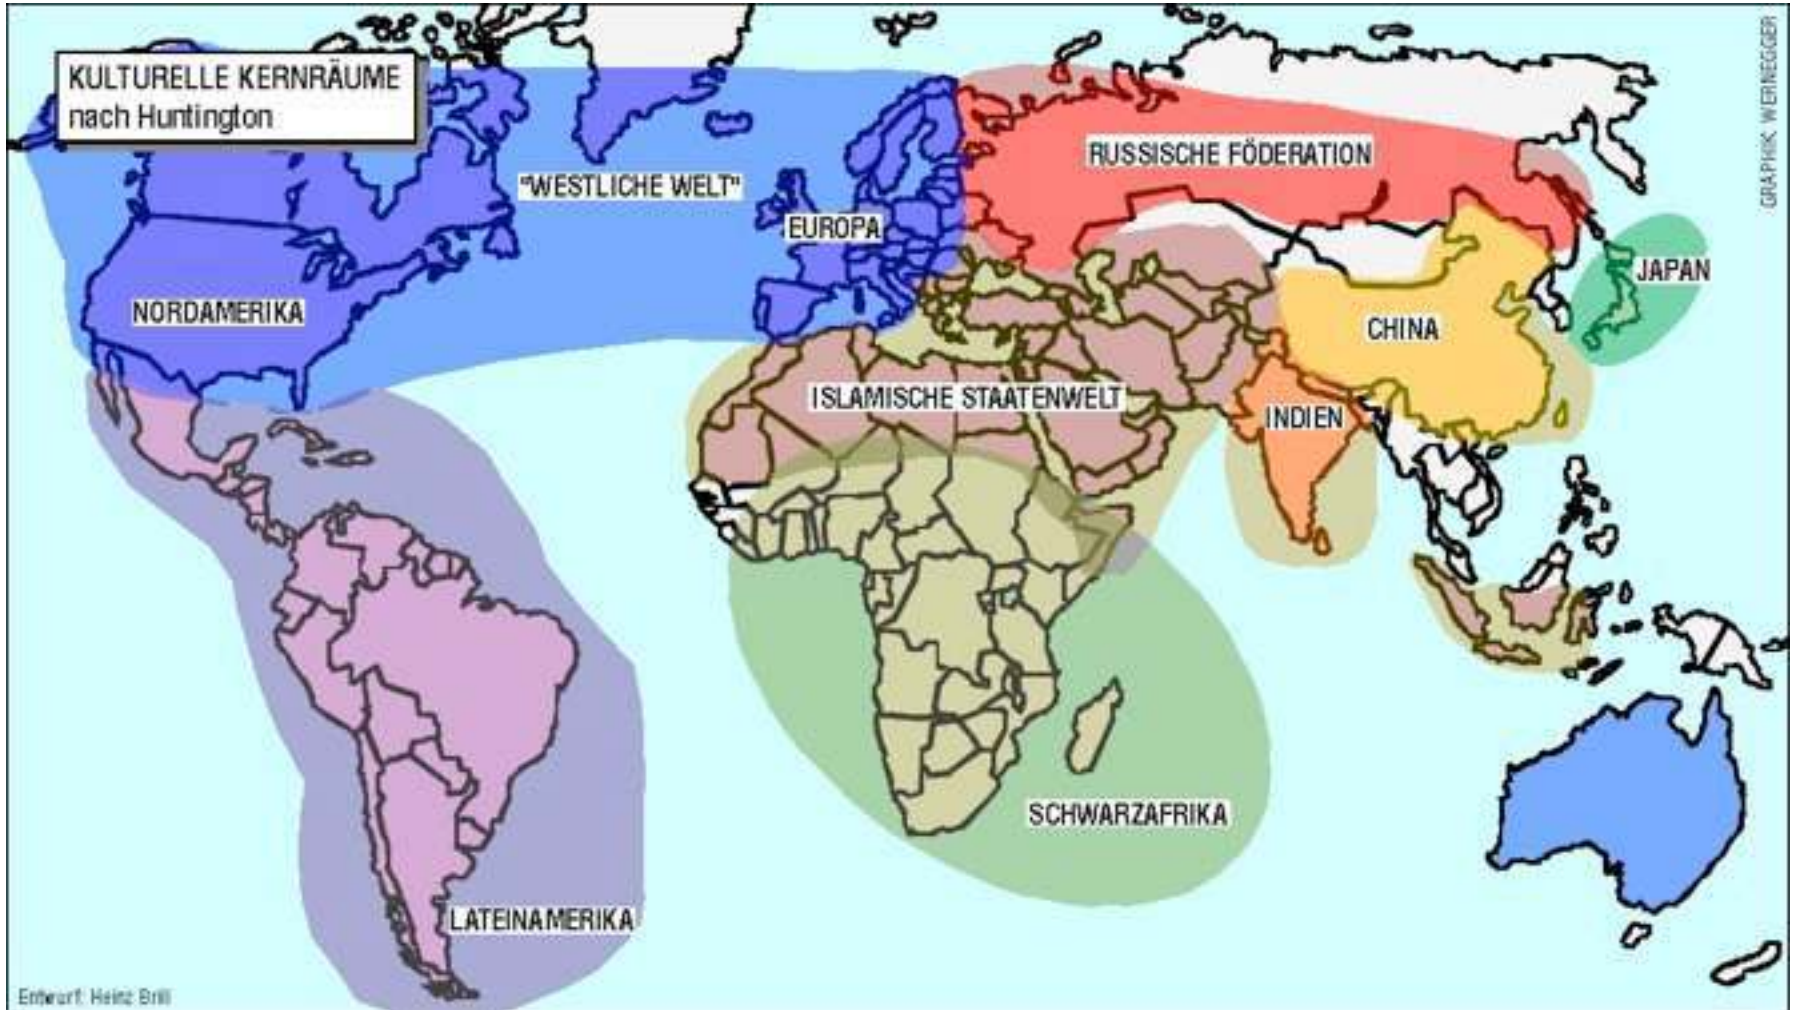 KULTURELLE KERNRÄUME
nach Huntington
GRAPHIK: WERNEGGER
RUSSISCHE FÖDERATION
"WESTLICHE WELT"
EUROPA
JAPAN
NORDAMERIKA
CHINA
ISLAMISCHE STAATENWELT
INDIEN
SCHWARZAFRIKA
LATEINAMERIKA
Entwurf: Heinz Brill